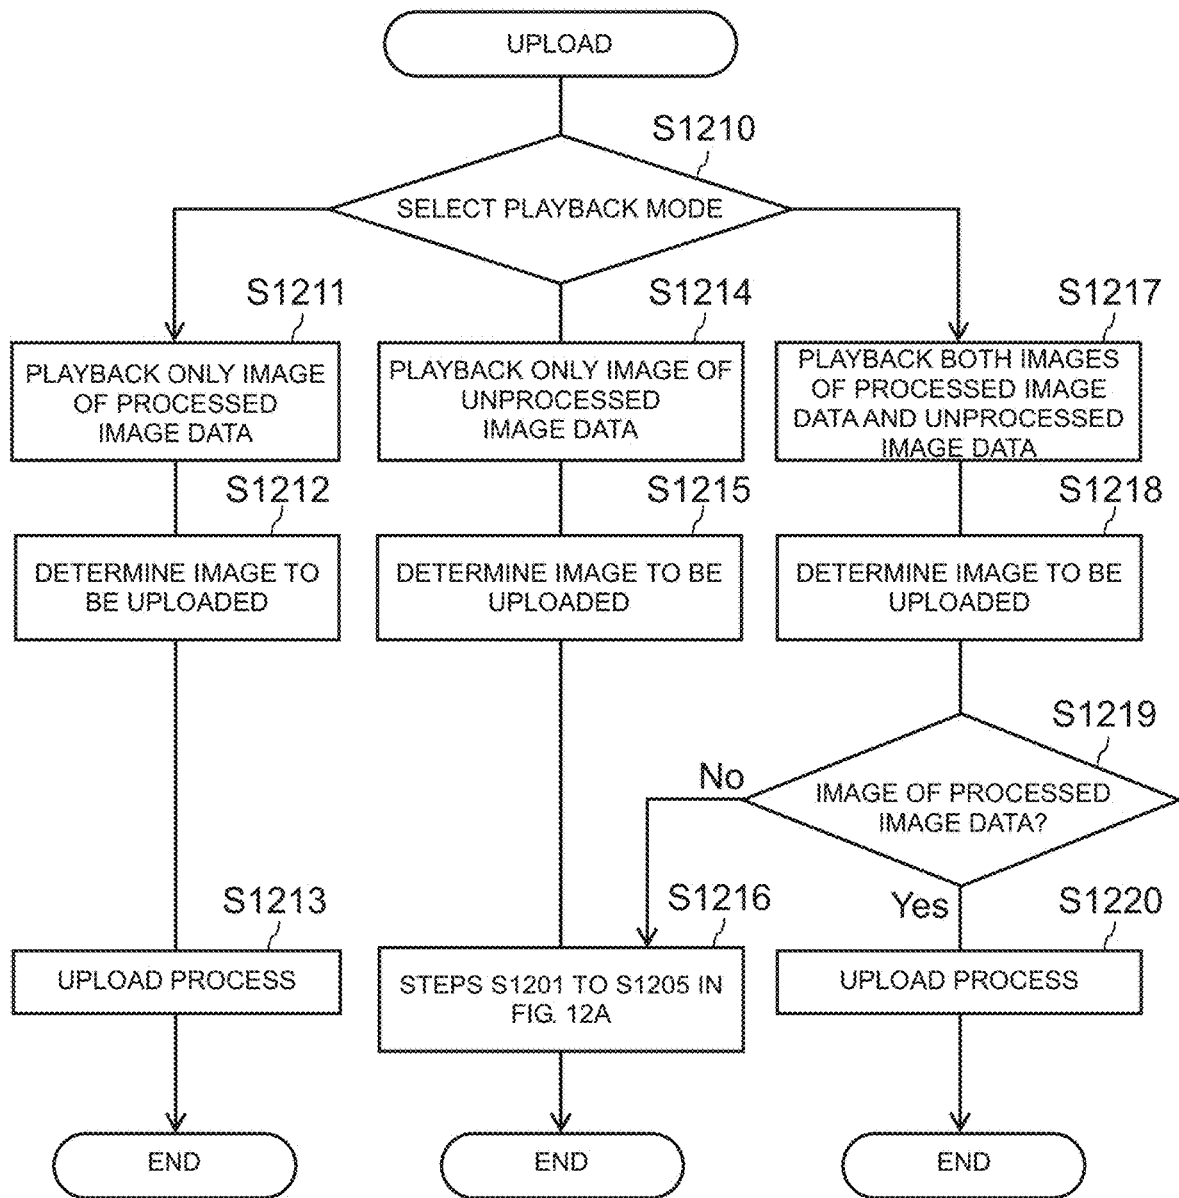 UPLOAD
S1210
SELECT PLAYBACK MODE
S1211
S1214
S1217
PLAYBACK ONLY IMAGE
OF PROCESSED
IMAGE DATA
PLAYBACK ONLY IMAGE OF
UNPROCESSED
IMAGE DATA
PLAYBACK BOTH IMAGES
OF PROCESSED IMAGE
DATA AND UNPROCESSED
IMAGE DATA
S1212
S1215
S1218
DETERMINE IMAGE TO
BE UPLOADED
DETERMINE IMAGE TO BE
UPLOADED
DETERMINE IMAGE TO BE
UPLOADED
S1219
No
IMAGE OF PROCESSED
IMAGE DATA?
Yes
S1213
S1216
S1220
UPLOAD PROCESS
STEPS S1201 TO S1205 IN
FIG. 12A
UPLOAD PROCESS
END
END
END